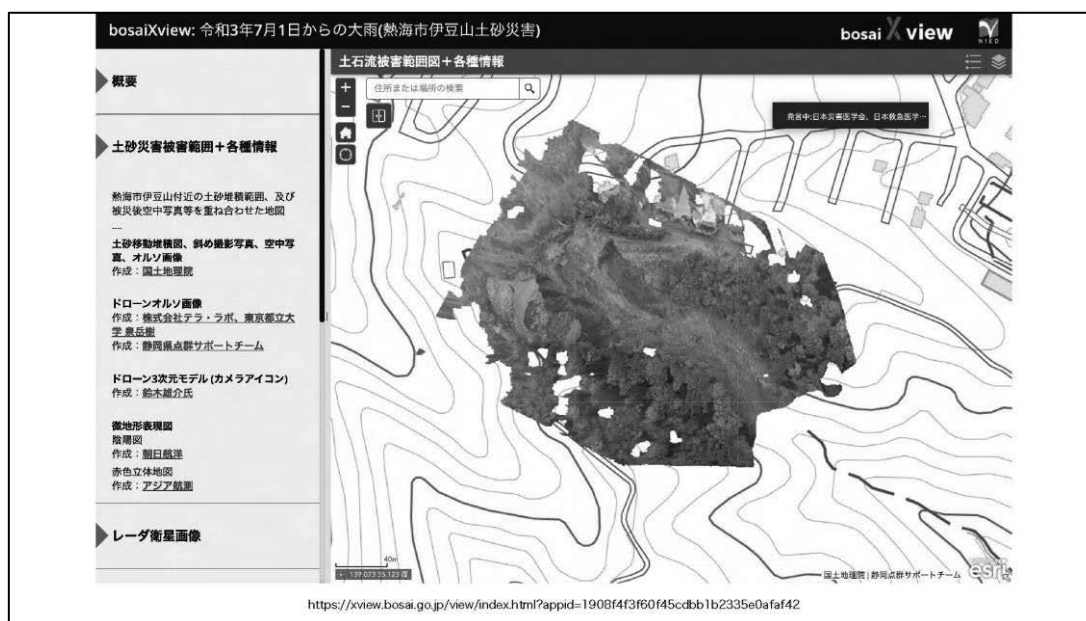 bosaiXview: 令和3年7月1日からの大雨(熱海市伊豆山土砂災害)
bosai X view
NIED
概要
土砂災害被害範囲＋各種情報
熱海市伊豆山付近の土砂堆積範囲、及び
被災後空中写真等を重ね合わせた地図
----
土砂移動堆積図、斜め撮影写真、空中写
真、オルソ画像
作成：国土地理院
ドローンオルソ画像
作成：株式会社テラ・ラボ、東京都立大
学 泉岳樹
作成：静岡県点群サポートチーム
ドローン3次元モデル (カメラアイコン)
作成：鈴木雄介氏
微地形表現図
陰陽図
作成：朝日航洋
赤色立体地図
作成：アジア航測
レーダ衛星画像
土石流被害範囲図＋各種情報
+
−
住所または場所の検索
発言中:日本災害医学会、日本救急医学…
40m
139.073 35.123 度
国土地理院 | 静岡点群サポートチーム
esri
https://xview.bosai.go.jp/view/index.html?appid=1908f4f3f60f45cdbb1b2335e0afaf42